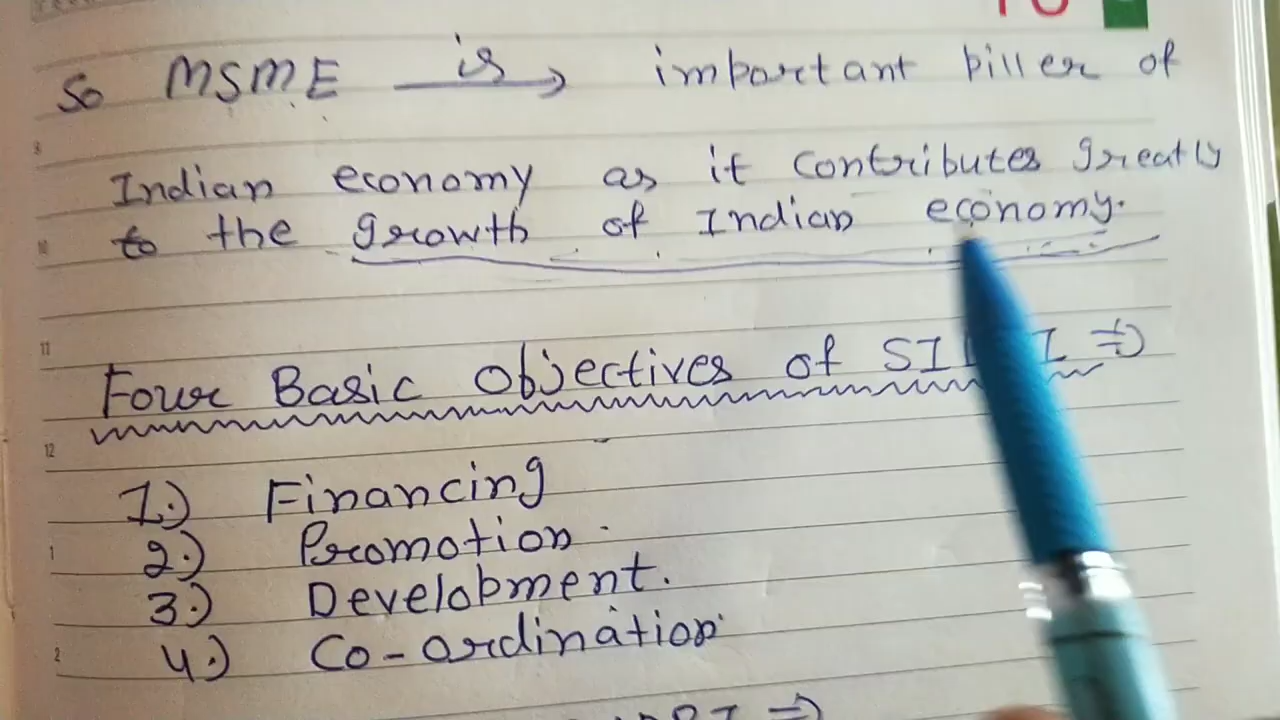 So MSME is → important piller of
Indian economy as it contributes greatly
to the growth of Indian economy.
Four Basic Objectives of ⇒
1.) Financing
2.) Promotion.
3.) Development.
4.) Co-ordination